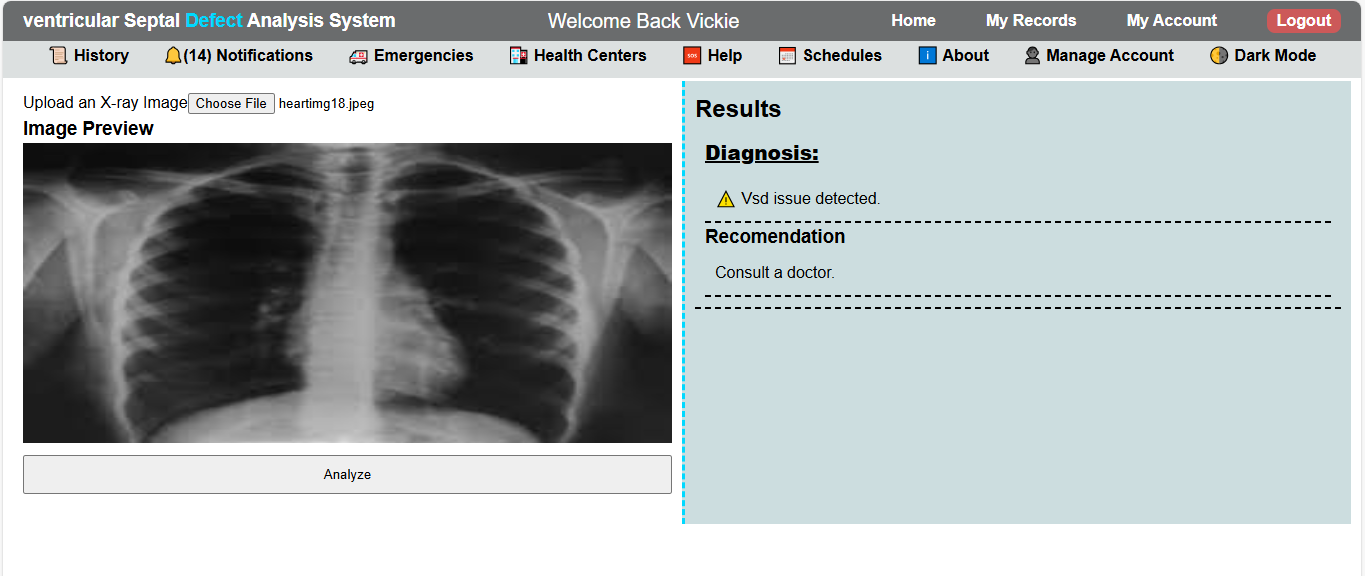 ventricular Septal Defect Analysis System Welcome Back Vickie Home My Records My Account Logout
History (14) Notifications Emergencies Health Centers SOS Help Schedules i About Manage Account Dark Mode
Upload an X-ray Image Choose File heartimg18.jpeg
Image Preview
Analyze
Results
Diagnosis:
Vsd issue detected.
Recomendation
Consult a doctor.